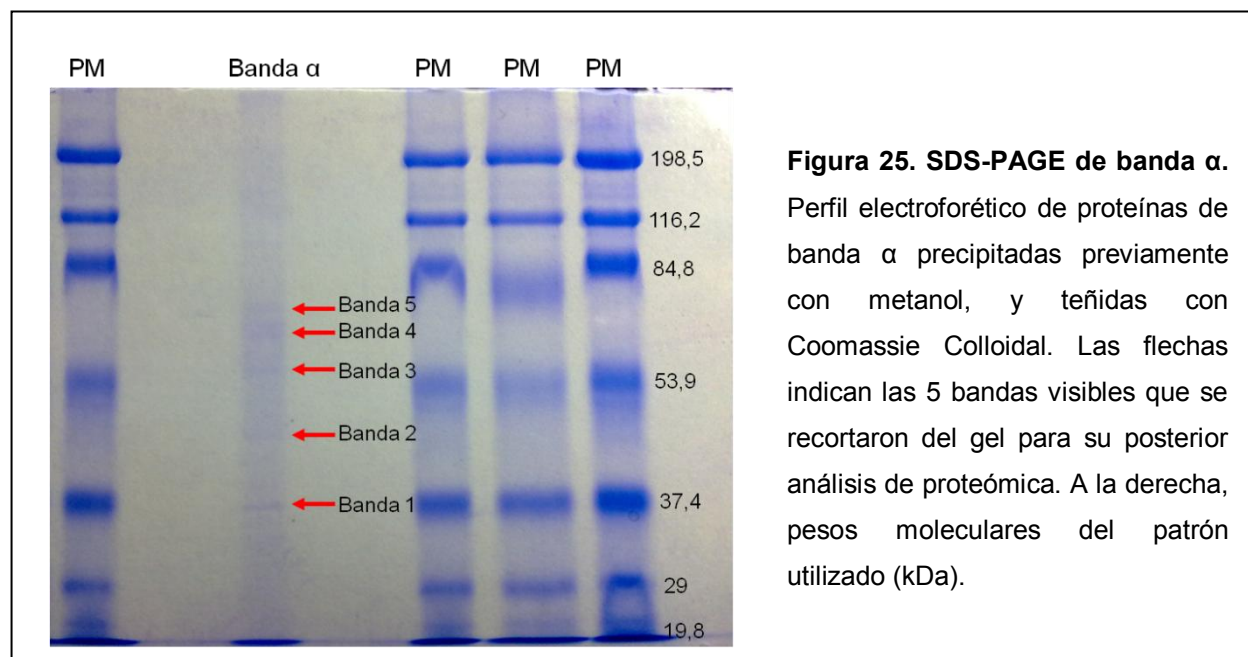 PM Banda α PM PM PM
198,5
116,2
84,8
Banda 5
Banda 4
Banda 3
53,9
Banda 2
Banda 1
37,4
29
19,8
Figura 25. SDS-PAGE de banda α.
Perfil electroforético de proteínas de
banda α precipitadas previamente
con metanol, y teñidas con
Coomassie Colloidal. Las flechas
indican las 5 bandas visibles que se
recortaron del gel para su posterior
análisis de proteómica. A la derecha,
pesos moleculares del patrón
utilizado (kDa).